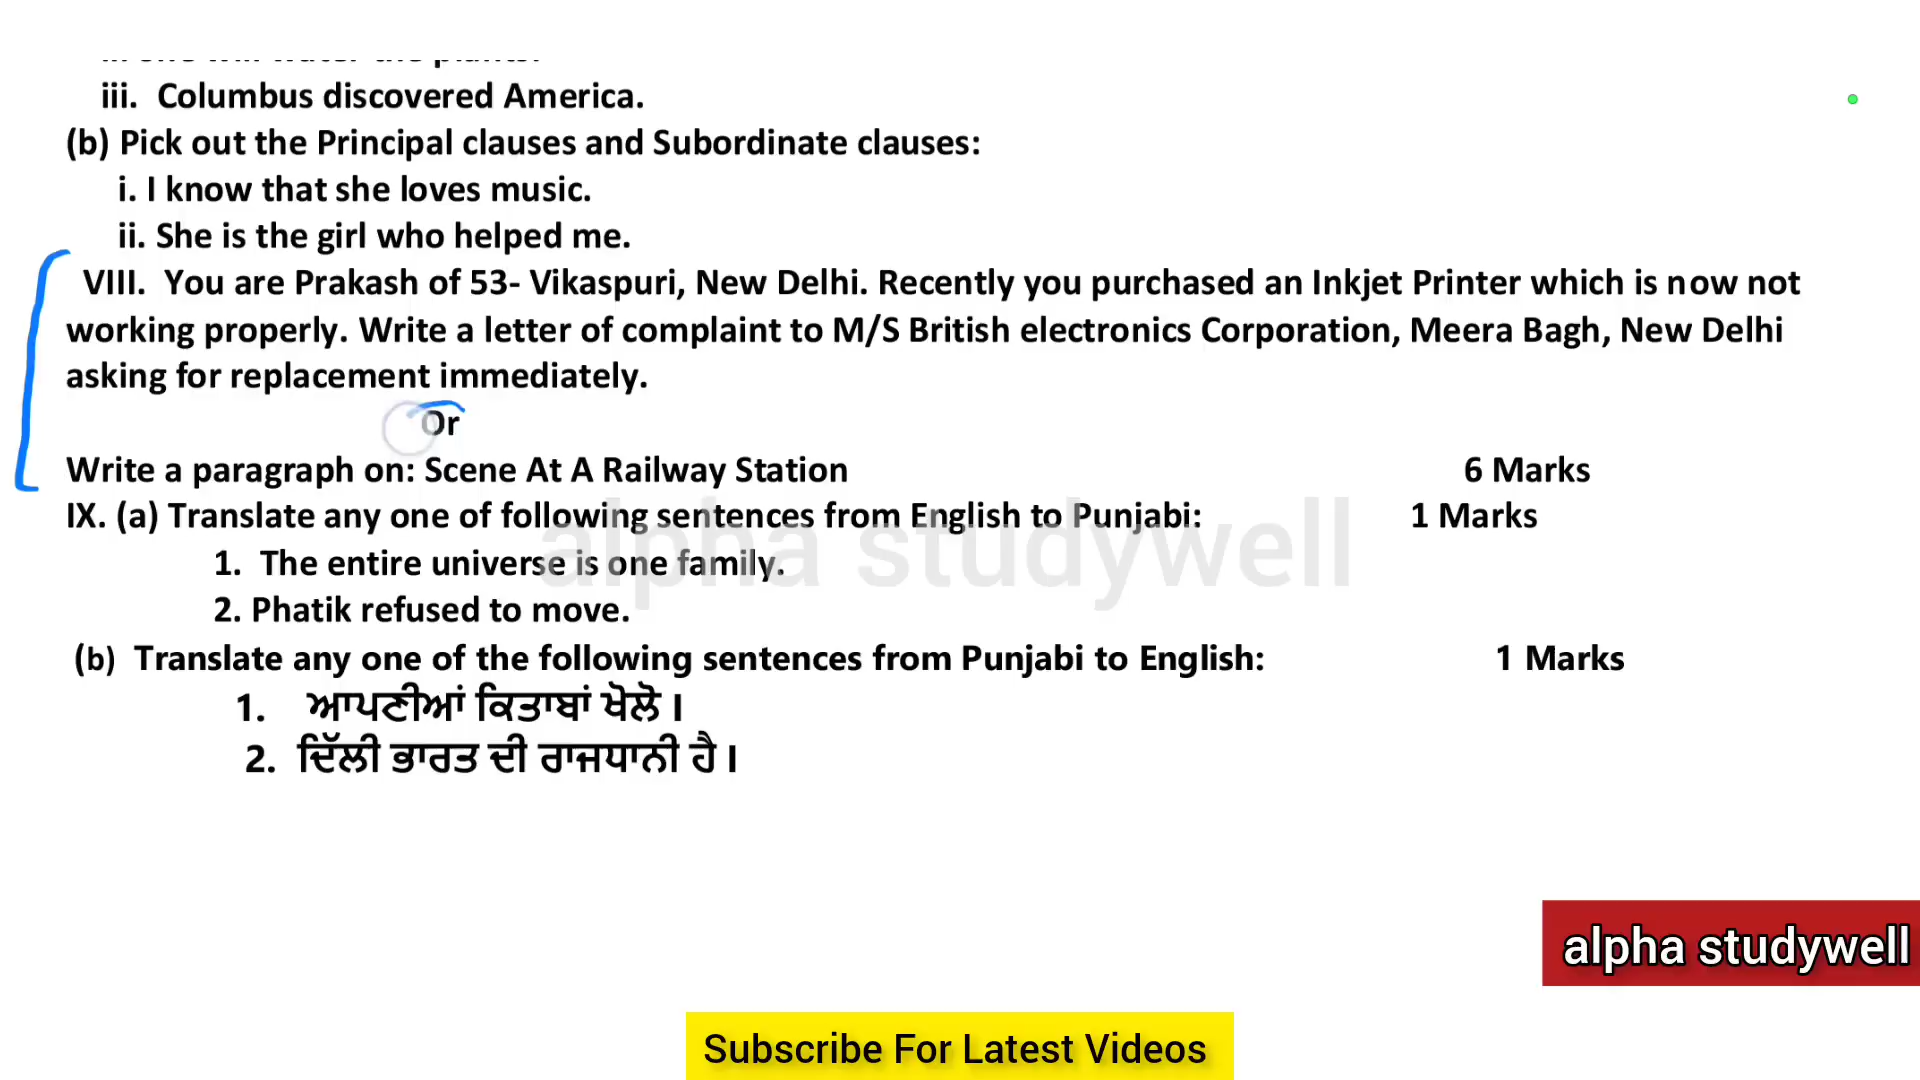 iii. Columbus discovered America.
(b) Pick out the Principal clauses and Subordinate clauses:
i. I know that she loves music.
ii. She is the girl who helped me.
VIII. You are Prakash of 53- Vikaspuri, New Delhi. Recently you purchased an Inkjet Printer which is now not
working properly. Write a letter of complaint to M/S British electronics Corporation, Meera Bagh, New Delhi
asking for replacement immediately.
Or
Write a paragraph on: Scene At A Railway Station 6 Marks
IX. (a) Translate any one of following sentences from English to Punjabi: 1 Marks
alpha studywell
1. The entire universe is one family.
2. Phatik refused to move.
(b) Translate any one of the following sentences from Punjabi to English: 1 Marks
1. ਆਪਣੀਆਂ ਕਿਤਾਬਾਂ ਖੋਲੋ ।
2. ਦਿੱਲੀ ਭਾਰਤ ਦੀ ਰਾਜਧਾਨੀ ਹੈ ।
alpha studywell
Subscribe For Latest Videos